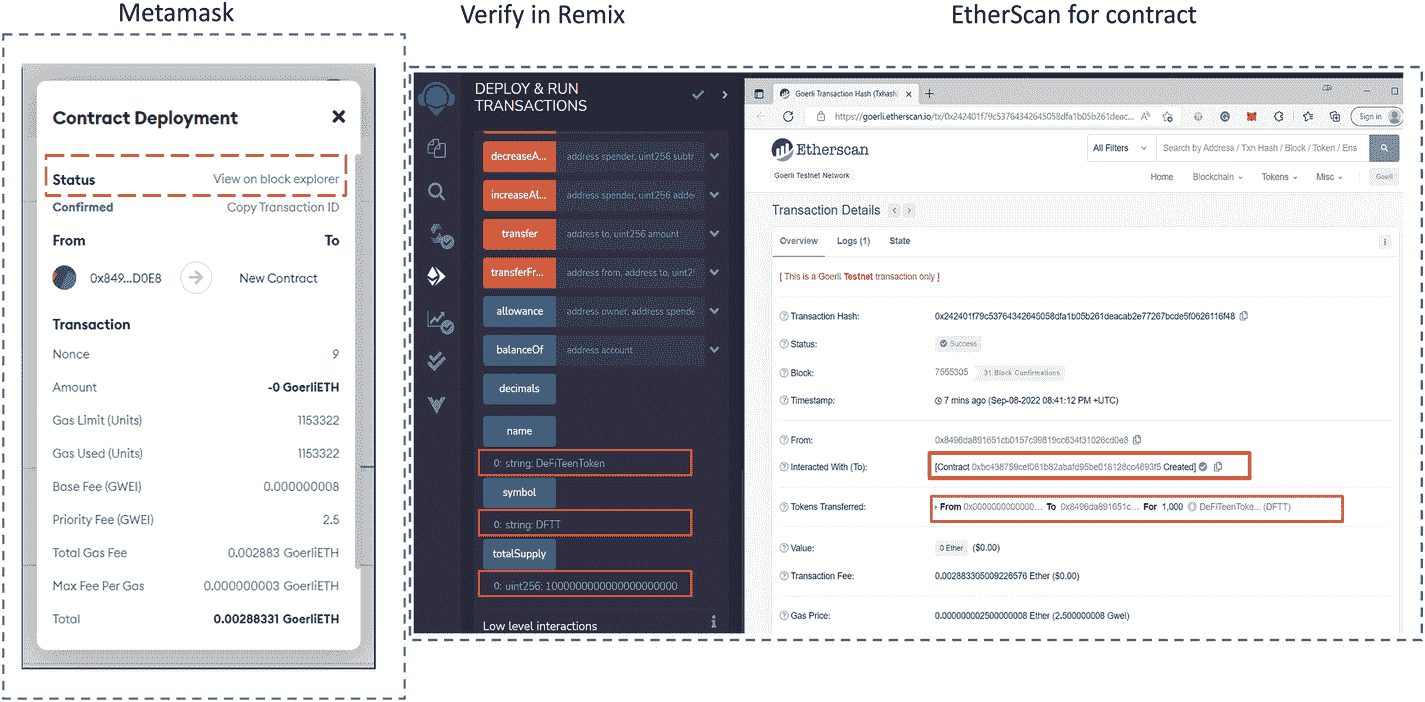 Metamask
Verify in Remix
EtherScan for contract
Contract Deployment
Status View on block explorer
Confirmed Copy Transaction ID
From To
0x849...D0E8 New Contract
Transaction
Nonce 9
Amount -0 GoerliETH
Gas Limit (Units) 1153322
Gas Used (Units) 1153322
Base Fee (GWEI) 0.000000008
Priority Fee (GWEI) 2.5
Total Gas Fee 0.002883 GoerliETH
Max Fee Per Gas 0.000000003 GoerliETH
Total 0.00288331 GoerliETH
DEPLOY & RUN
TRANSACTIONS
decreaseA... address spender, uint256 subtr
increaseAl... address spender, uint256 addec
transfer address to, uint256 amount
transferFr... address from, address to, uint2
allowance address owner, address spende
balanceOf address account
decimals
name
0: string: DeFiTeenToken
symbol
0: string: DFTT
totalSupply
0: uint256: 1000000000000000000000
Low level interactions
Goerli Transaction Hash (Txhash)
https://goerli.etherscan.io/tx/0x242401f79c53764342645058dfa1b05b261deac...
Sign in
Etherscan
All Filters Search by Address / Txn Hash / Block / Token / Ens
Goerli Testnet Network
Home Blockchain Tokens Misc Goerli
Transaction Details
Overview Logs (1) State
[ This is a Goerli Testnet transaction only ]
Transaction Hash: 0x242401f79c53764342645058dfa1b05b261deacab2e77267bcde5f0626116f48
Status: Success
Block: 7555305 31 Block Confirmations
Timestamp: 7 mins ago (Sep-08-2022 08:41:12 PM +UTC)
From: 0x8496da891651cb0157c99819cc634f31026cd0e8
Interacted With (To): [Contract 0xbc438759cef061b82abafd95be018128cc4693f5 Created]
Tokens Transferred: From 0x0000000000000... To 0x8496da891651c... For 1,000 DeFiTeenToke... (DFTT)
Value: 0 Ether ($0.00)
Transaction Fee: 0.002883305009226576 Ether ($0.00)
Gas Price: 0.000000002500000008 Ether (2.500000008 Gwei)